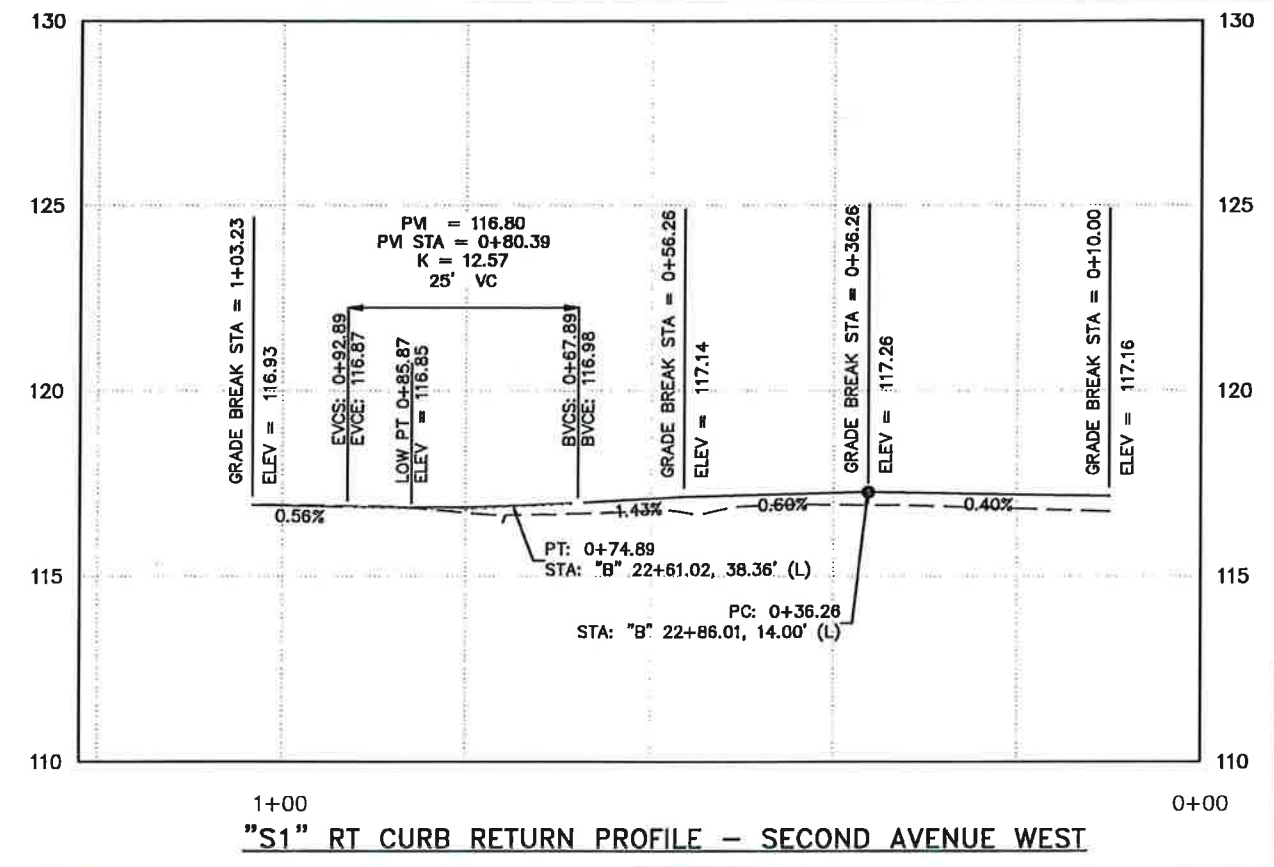 130
130
125
125
120
120
115
115
110
110
GRADE BREAK STA = 1+03.23
ELEV = 116.93
EVCS: 0+92.89
EVCE: 116.87
LOW PT 0+85.87
ELEV = 116.85
PVI = 116.80
PVI STA = 0+80.39
K = 12.57
25' VC
BVCS: 0+67.89
BVCE: 116.98
GRADE BREAK STA = 0+56.26
ELEV = 117.14
GRADE BREAK STA = 0+36.26
ELEV = 117.26
GRADE BREAK STA = 0+10.00
ELEV = 117.16
0.56%
1.43%
0.60%
0.40%
PT: 0+74.89
STA: "B" 22+61.02, 38.36' (L)
PC: 0+36.26
STA: "B" 22+86.01, 14.00' (L)
1+00
0+00
"S1" RT CURB RETURN PROFILE – SECOND AVENUE WEST